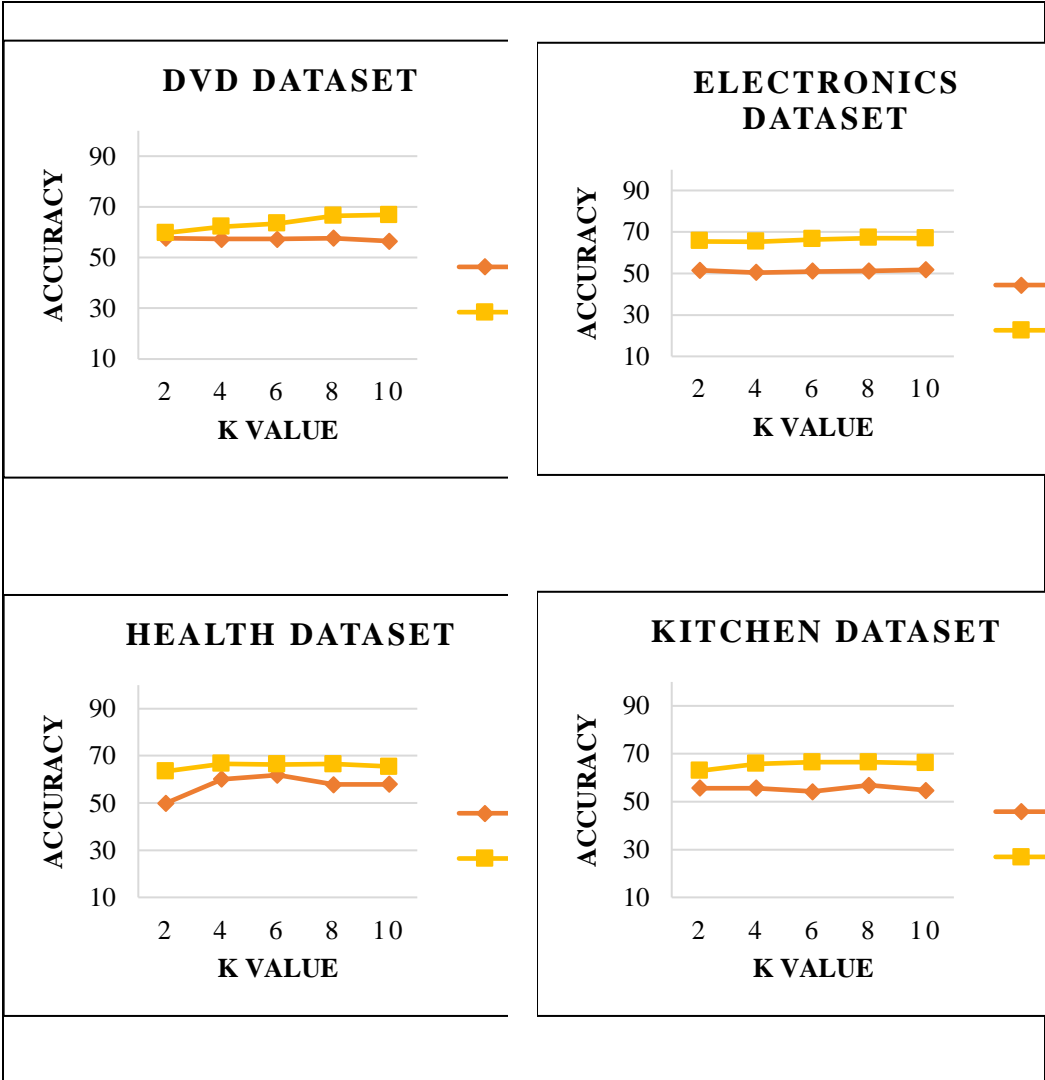 DVD DATASET
90
70
50
30
10
ACCURACY
2 4 6 8 10
K VALUE
ELECTRONICS
DATASET
90
70
50
30
10
ACCURACY
2 4 6 8 10
K VALUE
HEALTH DATASET
90
70
50
30
10
ACCURACY
2 4 6 8 10
K VALUE
KITCHEN DATASET
90
70
50
30
10
ACCURACY
2 4 6 8 10
K VALUE